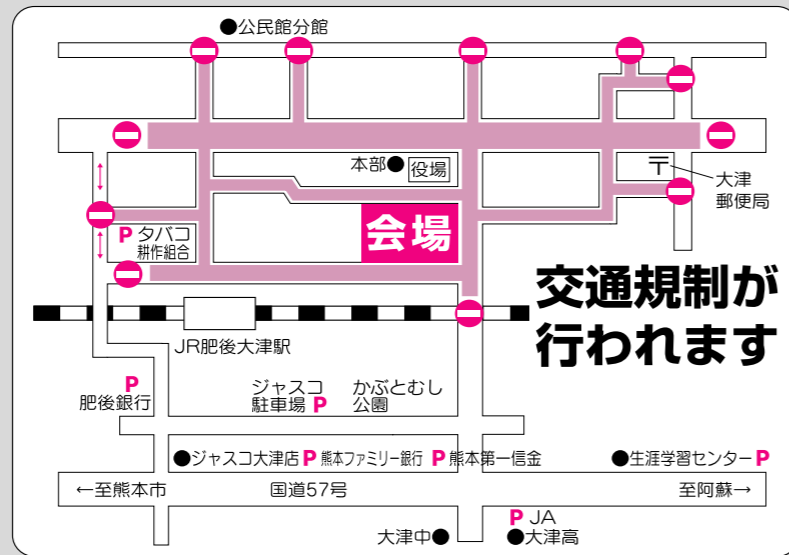 ●公民館分館
本部●
役場
〒
大津
郵便局
P タバコ
耕作組合
会場
交通規制が
行われます
JR肥後大津駅
P
肥後銀行
ジャスコ
駐車場 P
かぶとむし
公園
●ジャスコ大津店 P 熊本ファミリー銀行 P 熊本第一信金
●生涯学習センター P
←至熊本市
国道57号
至阿蘇→
P JA
大津中●
●大津高